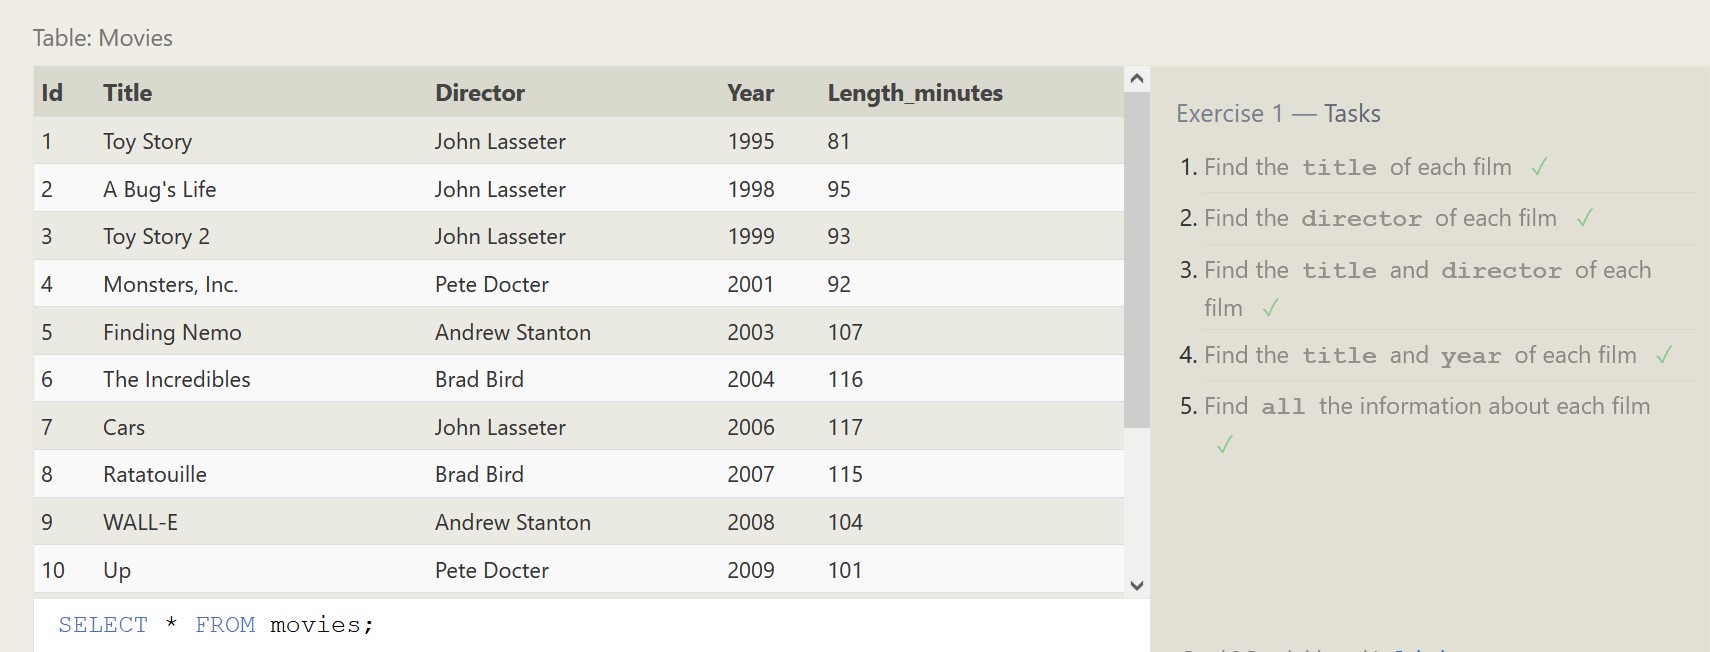 Table: Movies
Id Title Director Year Length_minutes
1 Toy Story John Lasseter 1995 81
2 A Bug's Life John Lasseter 1998 95
3 Toy Story 2 John Lasseter 1999 93
4 Monsters, Inc. Pete Docter 2001 92
5 Finding Nemo Andrew Stanton 2003 107
6 The Incredibles Brad Bird 2004 116
7 Cars John Lasseter 2006 117
8 Ratatouille Brad Bird 2007 115
9 WALL-E Andrew Stanton 2008 104
10 Up Pete Docter 2009 101
SELECT * FROM movies;
Exercise 1 — Tasks
1. Find the title of each film ✓
2. Find the director of each film ✓
3. Find the title and director of each
film ✓
4. Find the title and year of each film ✓
5. Find all the information about each film
✓